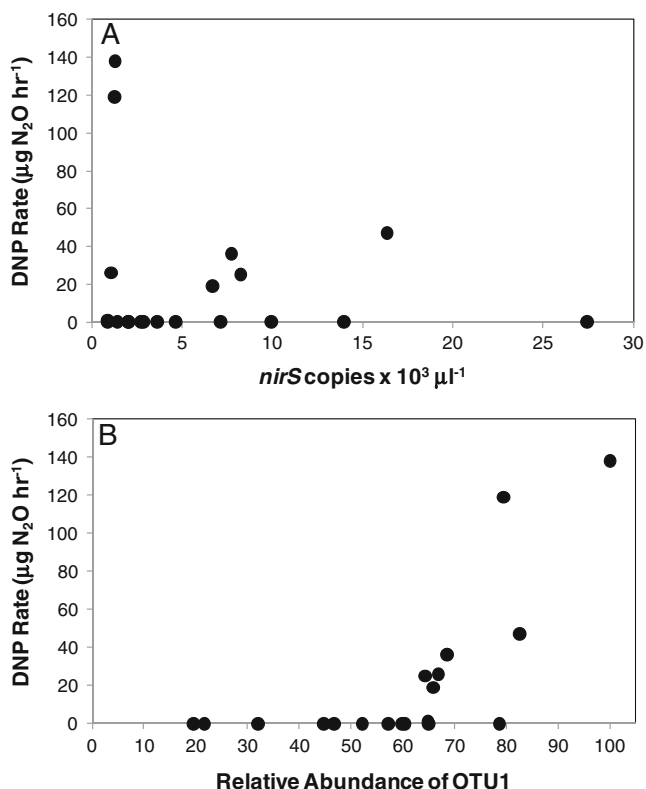 A
160
140
120
100
80
60
40
20
0
DNP Rate (µg N₂O hr⁻¹)
0 5 10 15 20 25 30
nirS copies x 10³ µl⁻¹
B
160
140
120
100
80
60
40
20
0
DNP Rate (µg N₂O hr⁻¹)
0 10 20 30 40 50 60 70 80 90 100
Relative Abundance of OTU1